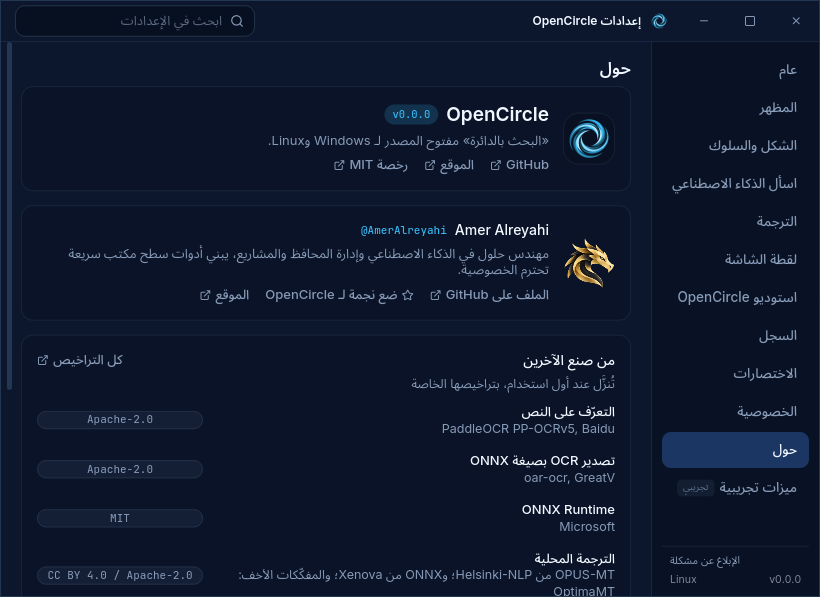 إعدادات OpenCircle
ابحث في الإعدادات
عام
المظهر
الشكل والسلوك
اسأل الذكاء الاصطناعي
الترجمة
لقطة الشاشة
استوديو OpenCircle
السجل
الاختصارات
الخصوصية
حول
ميزات تجريبية تجريبي
الإبلاغ عن مشكلة
v0.0.0 Linux
حول
OpenCircle v0.0.0
«البحث بالدائرة» مفتوح المصدر لـ Windows وLinux.
GitHub الموقع رخصة MIT
Amer Alreyahi @AmerAlreyahi
مهندس حلول في الذكاء الاصطناعي وإدارة المحافظ والمشاريع، يبني أدوات سطح مكتب سريعة
تحترم الخصوصية.
الملف على GitHub ضع نجمة لـ OpenCircle الموقع
من صنع الآخرين كل التراخيص
تُنزَّل عند أول استخدام، بتراخيصها الخاصة
التعرّف على النص
PaddleOCR PP-OCRv5, Baidu
Apache-2.0
تصدير OCR بصيغة ONNX
oar-ocr, GreatV
Apache-2.0
ONNX Runtime
Microsoft
MIT
الترجمة المحلية
OPUS-MT من Helsinki-NLP؛ وONNX من Xenova؛ والمفكّكات الأخف:
OptimaMT
CC BY 4.0 / Apache-2.0